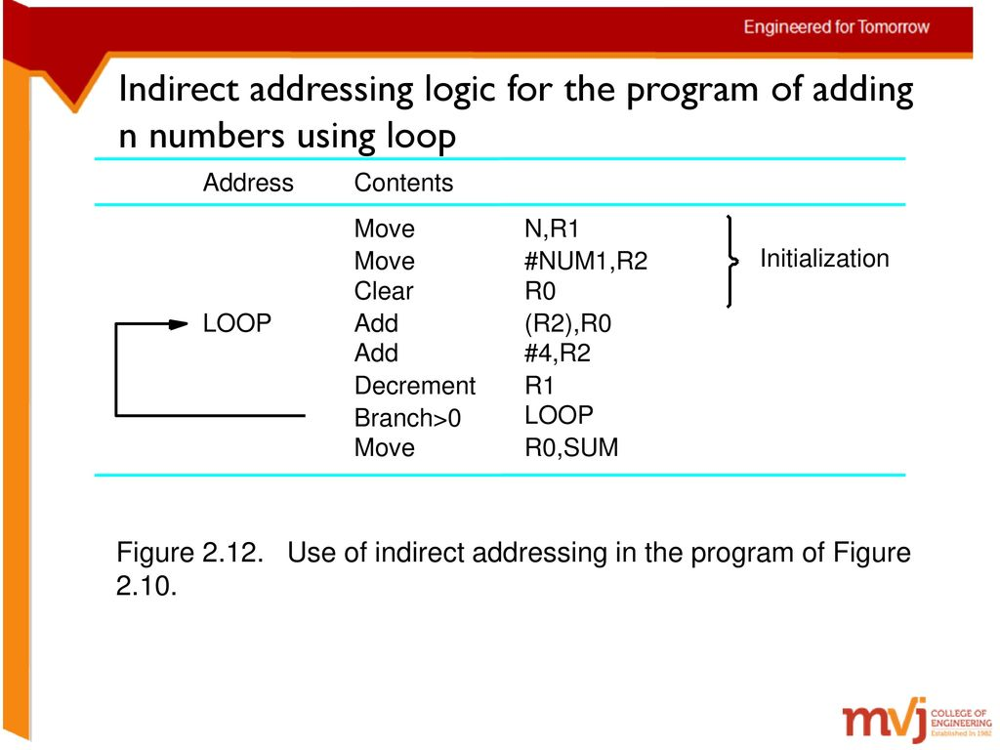 Engineered for Tomorrow
Indirect addressing logic for the program of adding
n numbers using loop
Address Contents
Move N,R1
Move #NUM1,R2 Initialization
Clear R0
LOOP Add (R2),R0
Add #4,R2
Decrement R1
Branch>0 LOOP
Move R0,SUM
Figure 2.12. Use of indirect addressing in the program of Figure
2.10.
mvj COLLEGE OF
ENGINEERING
Established In 1982